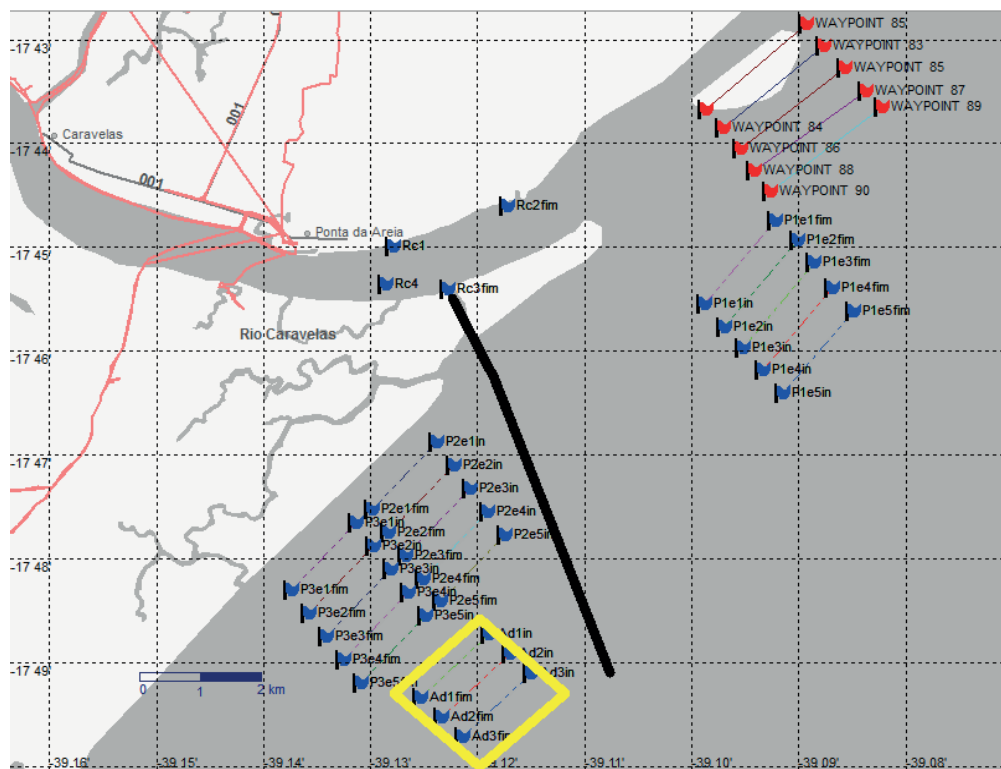 -17 43
-17 44
-17 45
-17 46
-17 47
-17 48
-17 49
WAYPOINT 85
WAYPOINT 83
WAYPOINT 85
WAYPOINT 87
WAYPOINT 89
WAYPOINT 84
WAYPOINT 86
WAYPOINT 88
WAYPOINT 90
001
Caravelas
001
Ponta da Areia
Rio Caravelas
Rc2fim
Rc1
Rc4
Rc3fim
P1e1fim
P1e2fim
P1e3fim
P1e4fim
P1e5fim
P1e1in
P1e2in
P1e3in
P1e4in
P1e5in
P2e1in
P2e2in
P2e3in
P2e4in
P2e5in
P2e1fim
P3e1in
P2e2fim
P3e2in
P2e3fim
P3e3in
P2e4fim
P3e4in
P2e5fim
P3e5in
P3e1fim
P3e2fim
P3e3fim
P3e4fim
Ad1in
Ad2in
Ad3in
Ad1fim
Ad2fim
0 1 2 km
-39.16 -39.15 -39.14 -39.13 -39.12 -39.11 -39.10 -39.09 -39.08